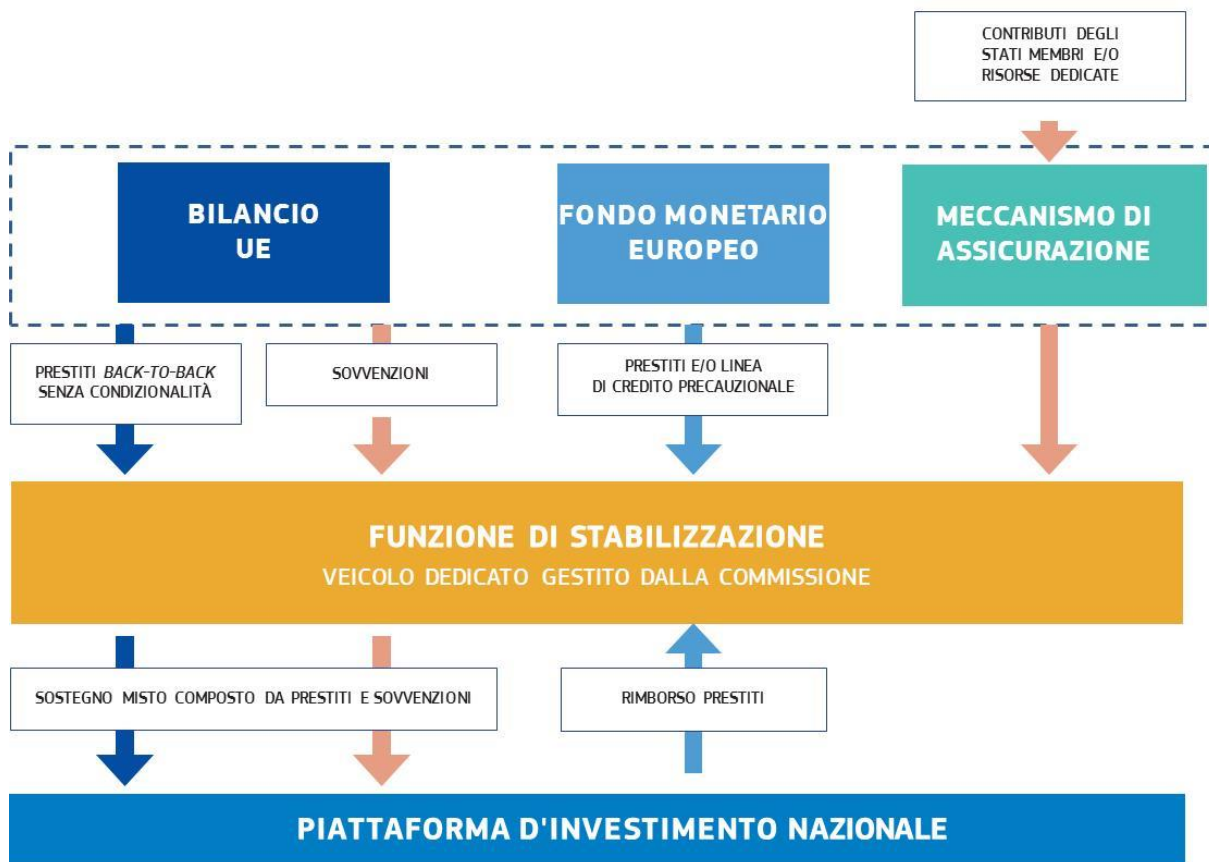 CONTRIBUTI DEGLI
STATI MEMBRI E/O
RISORSE DEDICATE
BILANCIO
UE
FONDO MONETARIO
EUROPEO
MECCANISMO DI
ASSICURAZIONE
PRESTITI BACK-TO-BACK
SENZA CONDIZIONALITÀ
SOVVENZIONI
PRESTITI E/O LINEA
DI CREDITO PRECAUZIONALE
FUNZIONE DI STABILIZZAZIONE
VEICOLO DEDICATO GESTITO DALLA COMMISSIONE
SOSTEGNO MISTO COMPOSTO DA PRESTITI E SOVVENZIONI
RIMBORSO PRESTITI
PIATTAFORMA D'INVESTIMENTO NAZIONALE